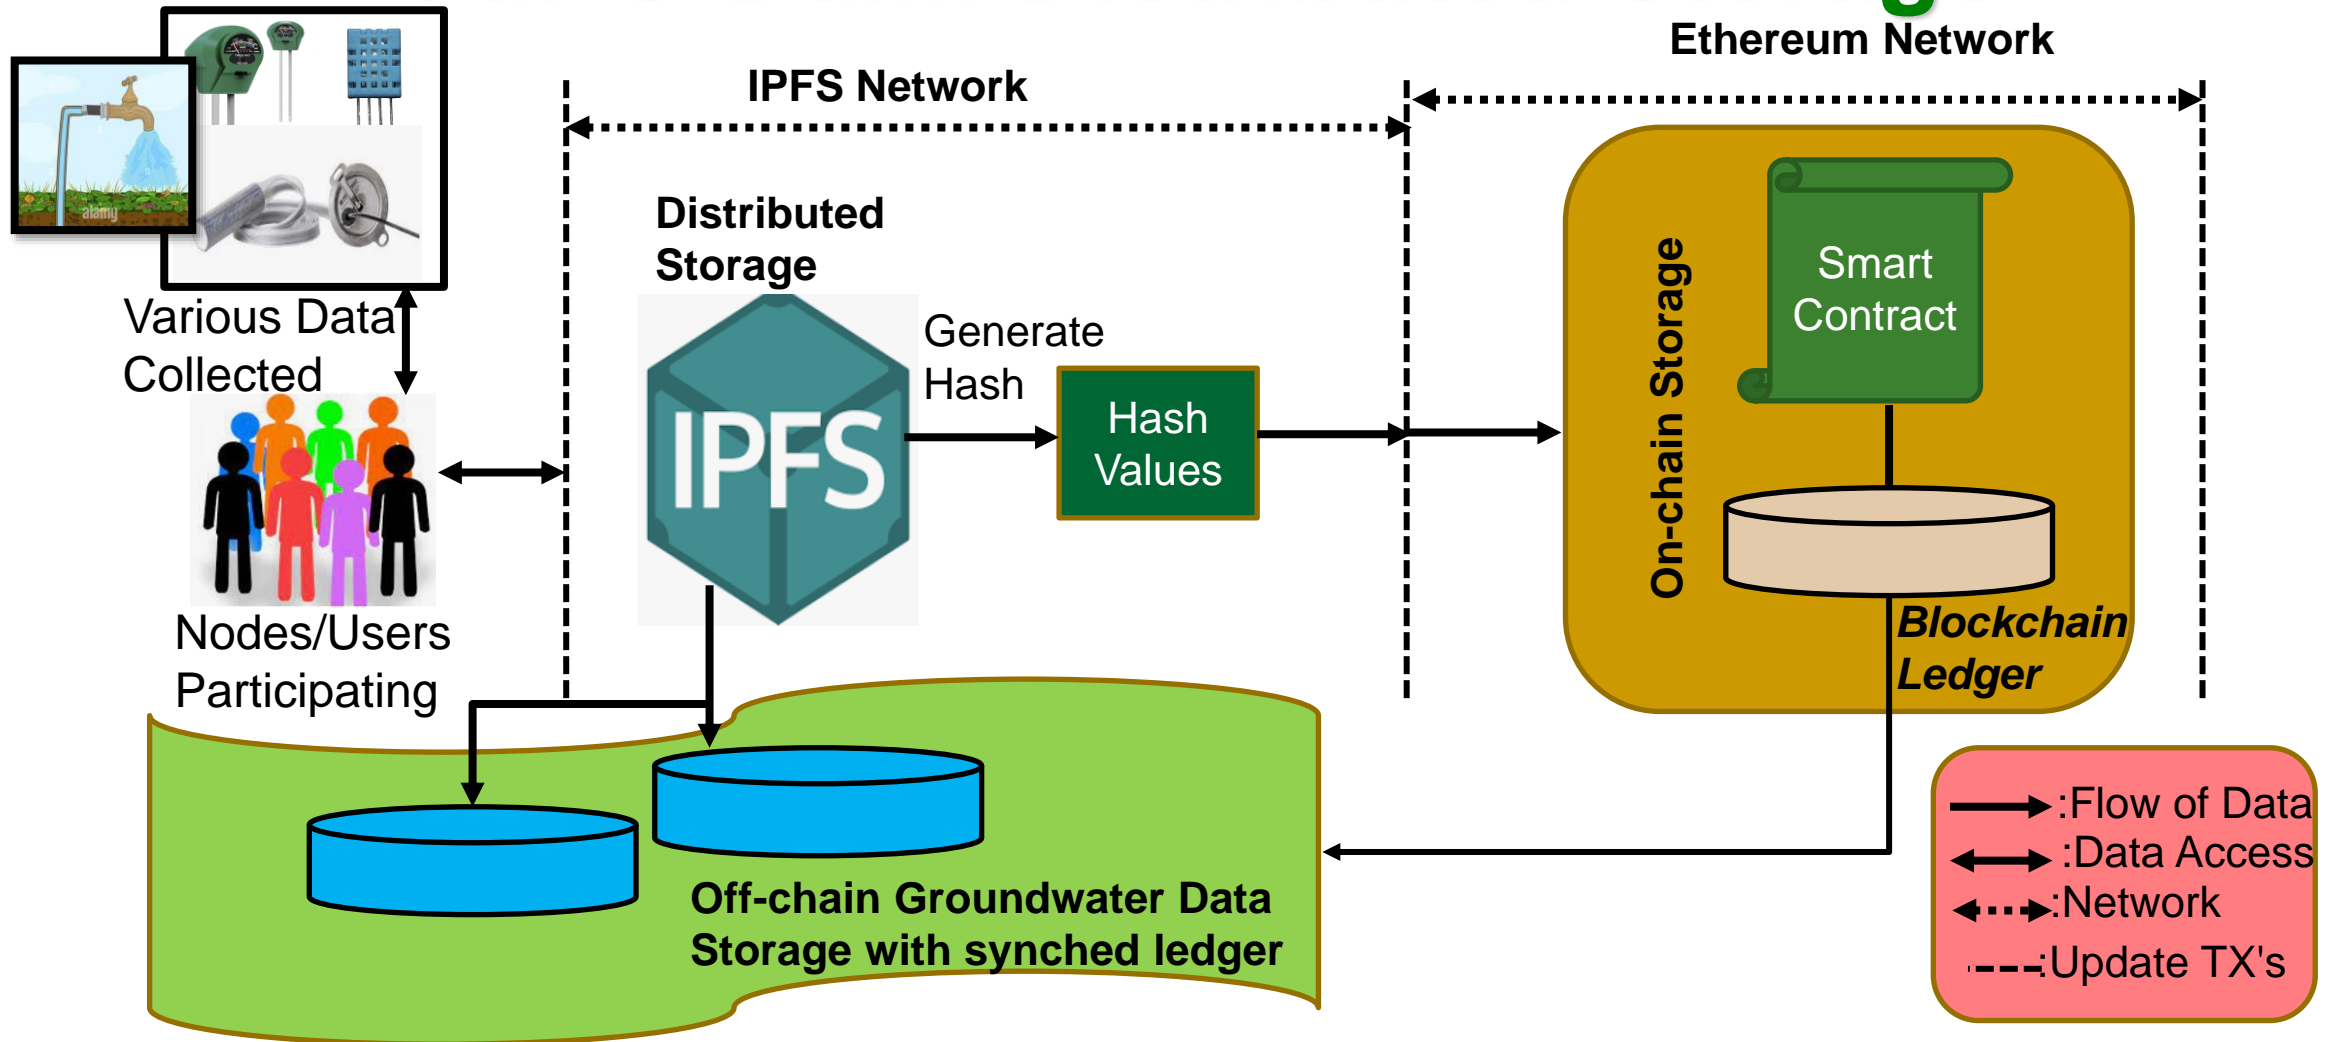 Ethereum Network
IPFS Network
alamy
Various Data
Collected
Nodes/Users
Participating
Distributed
Storage
IPFS
Generate
Hash
Hash
Values
On-chain Storage
Smart
Contract
Blockchain
Ledger
Off-chain Groundwater Data
Storage with synched ledger
:Flow of Data
:Data Access
:Network
:Update TX's